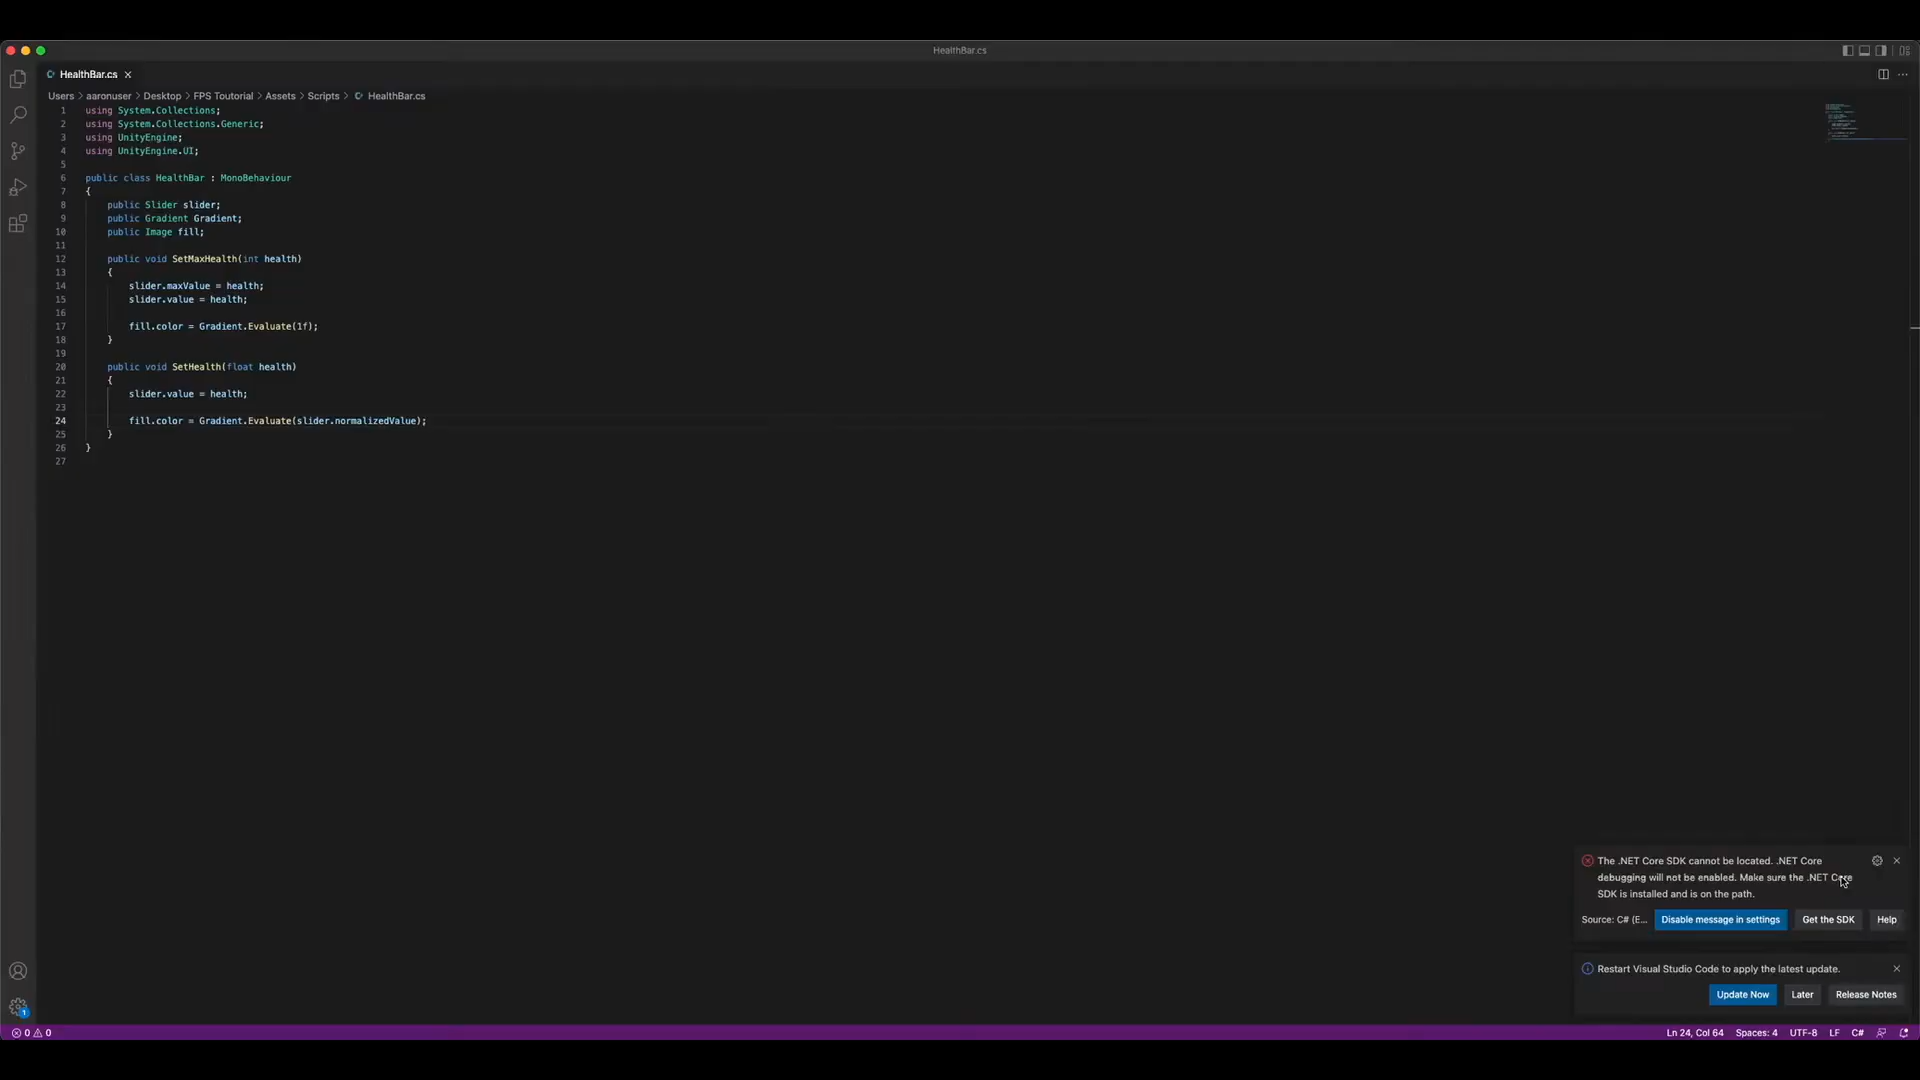 HealthBar.cs
HealthBar.cs
Users > aaronuser > Desktop > FPS Toutorial > Assets > Scripts > HealthBar.cs
1 using System.Collections;
2 using System.Collections.Generic;
3 using UnityEngine;
4 using UnityEngine.UI;
5
6 public class HealthBar : MonoBehaviour
7 {
8 public Slider slider;
9 public Gradient Gradient;
10 public Image fill;
11
12 public void SetMaxHealth(int health)
13 {
14 slider.maxValue = health;
15 slider.value = health;
16
17 fill.color = Gradient.Evaluate(1f);
18 }
19
20 public void SetHealth(float health)
21 {
22 slider.value = health;
23
24 fill.color = Gradient.Evaluate(slider.normalizedValue);
25 }
26 }
27
The .NET Core SDK cannot be located. .NET Core
debugging will not be enabled. Make sure the .NET Core
SDK is installed and is on the path.
Source: C# (E... Disable message in settings Get the SDK Help
Restart Visual Studio Code to apply the latest update.
Update Now Later Release Notes
1
0 0 Ln 24, Col 64 Spaces: 4 UTF-8 LF C#